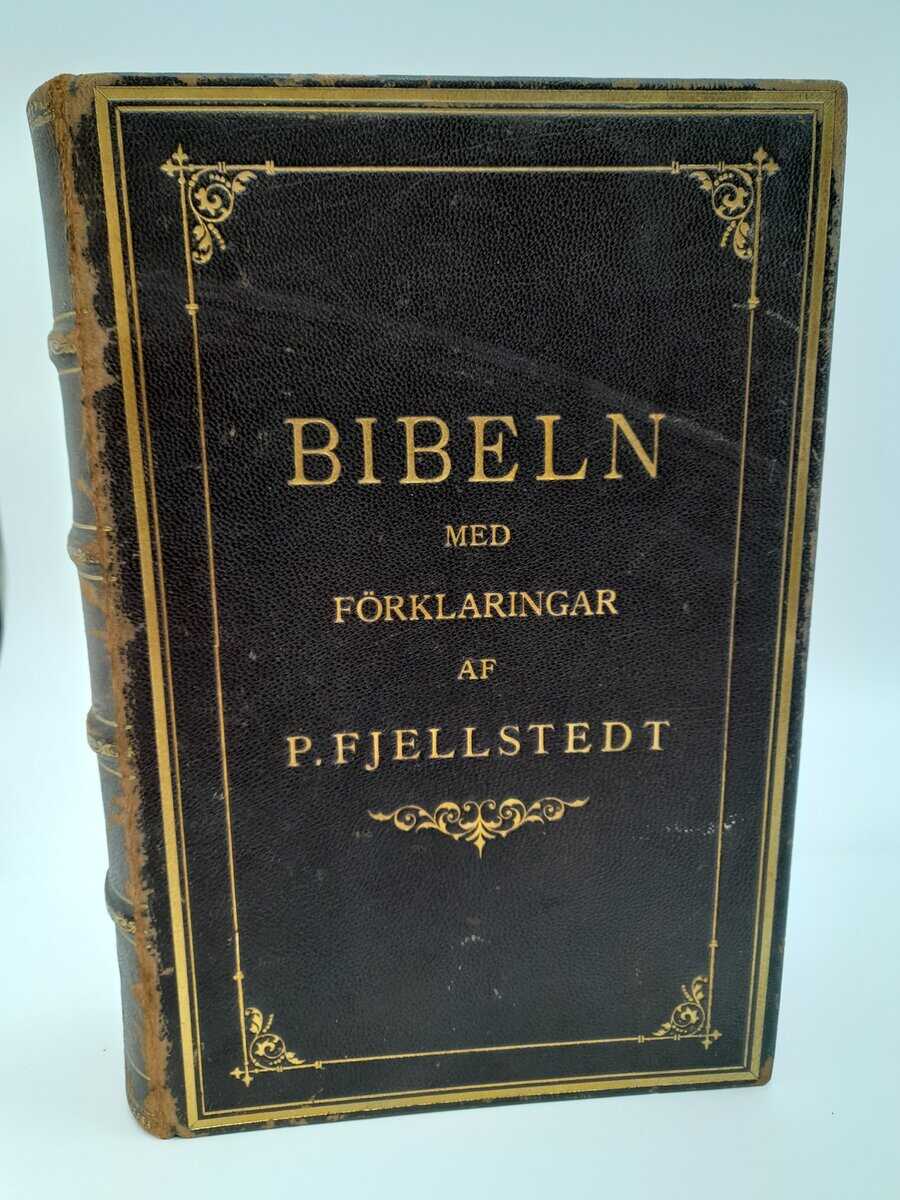 BIBELN
MED
FÖRKLARINGAR
AF
P. FJELLSTEDT